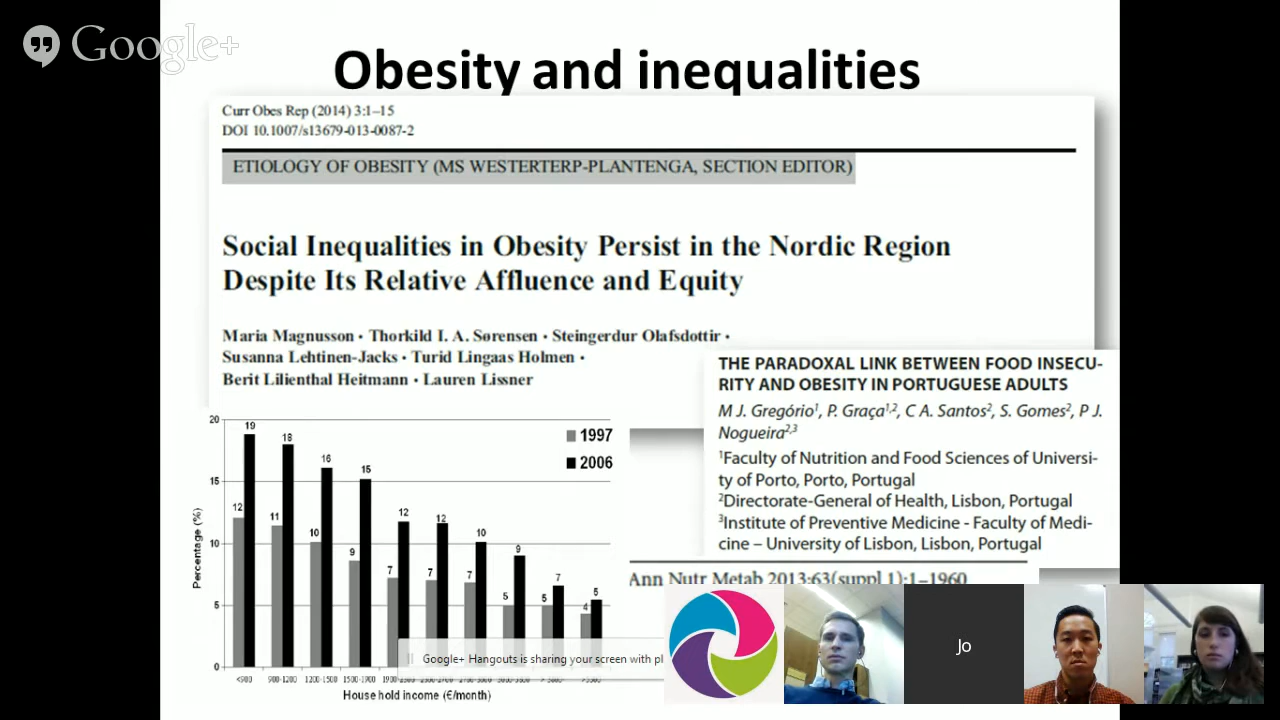 Google+
Obesity and inequalities
Curr Obes Rep (2014) 3:1–15
DOI 10.1007/s13679-013-0087-2
ETIOLOGY OF OBESITY (MS WESTERTERP-PLANTENGA, SECTION EDITOR)
Social Inequalities in Obesity Persist in the Nordic Region
Despite Its Relative Affluence and Equity
Maria Magnusson · Thorkild I. A. Sørensen · Steingerdur Olafsdottir ·
Susanna Lehtinen-Jacks · Turid Lingaas Holmen ·
Berit Lilienthal Heitmann · Lauren Lissner
THE PARADOXAL LINK BETWEEN FOOD INSECU-
RITY AND OBESITY IN PORTUGUESE ADULTS
M J. Gregório1, P. Graça1,2, C A. Santos2, S. Gomes2, P J.
Nogueira2,3
1Faculty of Nutrition and Food Sciences of Universi-
ty of Porto, Porto, Portugal
2Directorate-General of Health, Lisbon, Portugal
3Institute of Preventive Medicine - Faculty of Medi-
cine – University of Lisbon, Lisbon, Portugal
Ann Nutr Metab 2013;63(suppl 1):1–1960
1997
2006
Percentage (%)
20
15
10
5
0
12 19
11 18
10 16
9 15
7 12
7 12
7 10
5 9
5 7
4 5
<900 900-1200 1200-1500 1500-1900
House hold income (€/month)
Google+ Hangouts is sharing your screen with pl
Jo